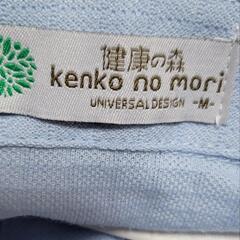 健康の森
kenko no mori
UNIVERSAL DESIGN -M-